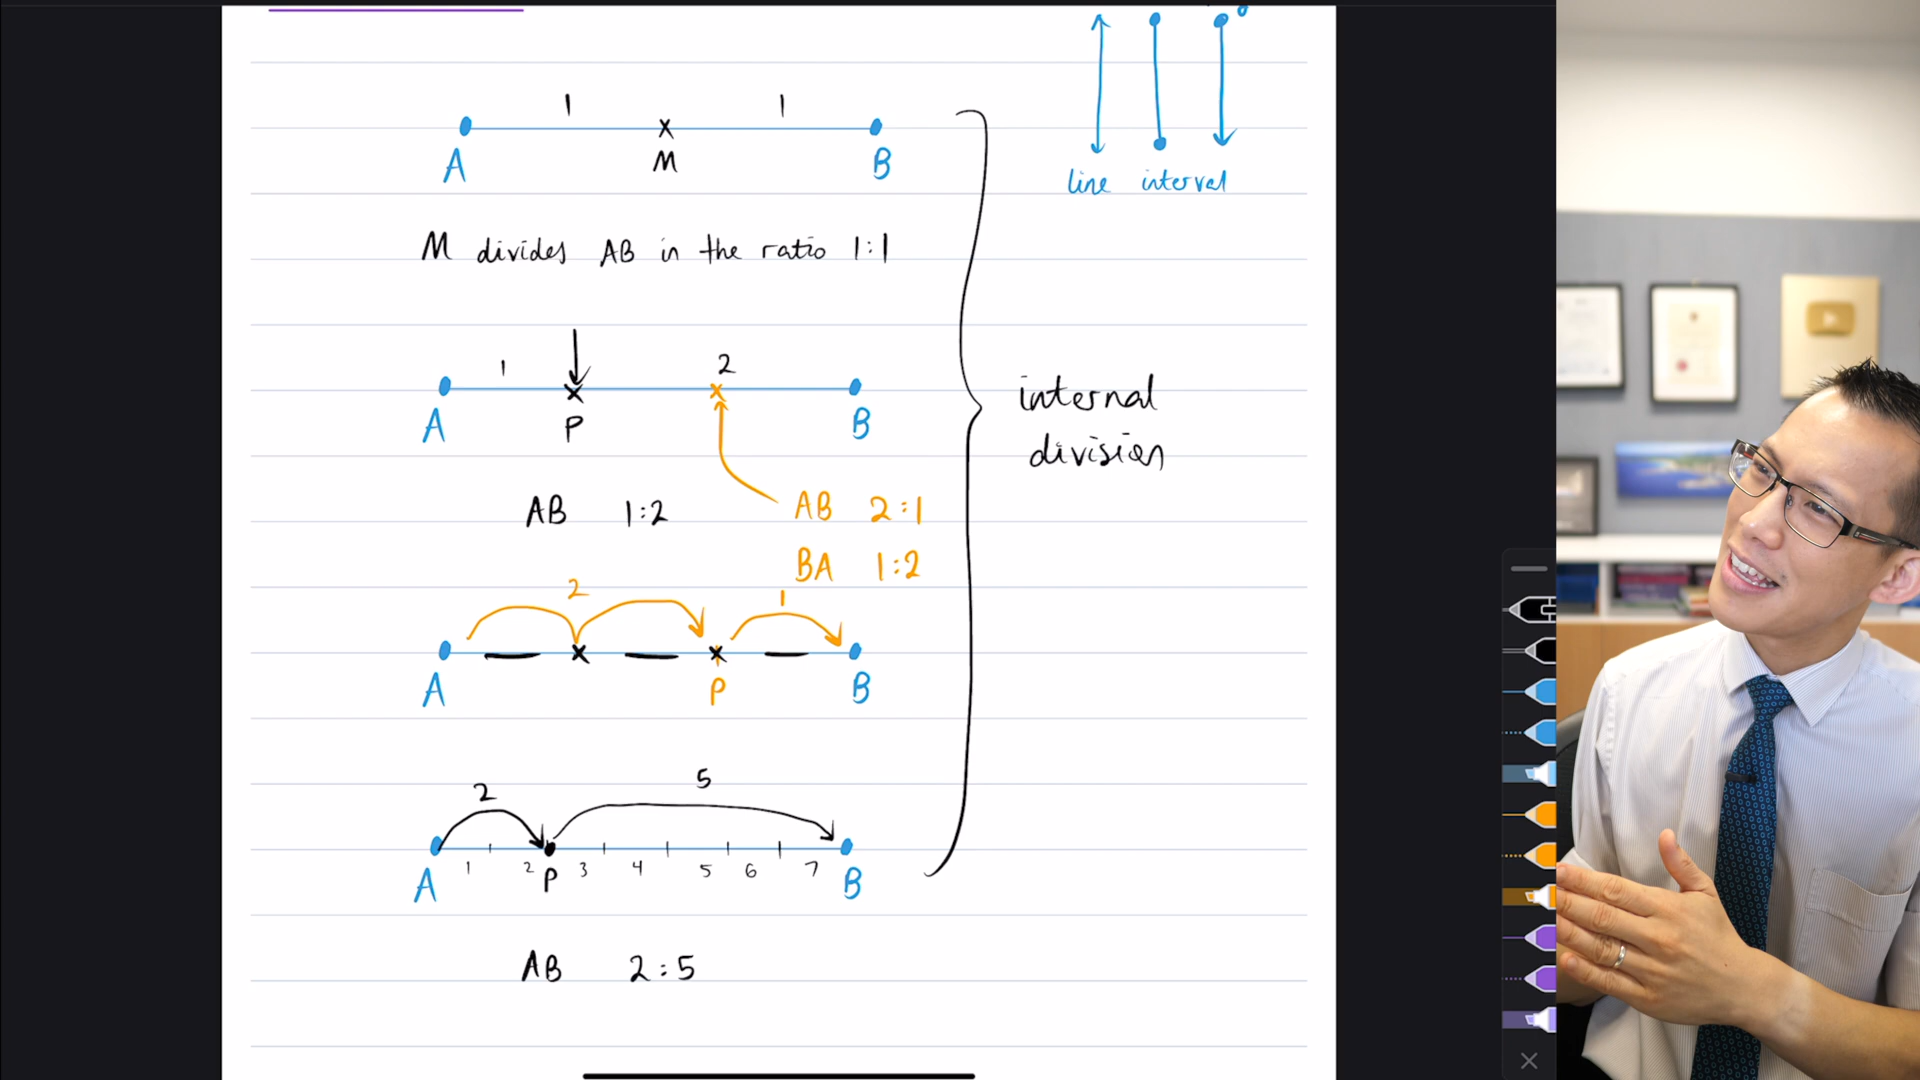 line interval
1 1
A M B
M divides AB in the ratio 1:1
1 2
A P B
internal
division
AB 1:2
AB 2:1
BA 1:2
2 1
A P B
2 5
1 2 3 4 5 6 7
A P B
AB 2:5